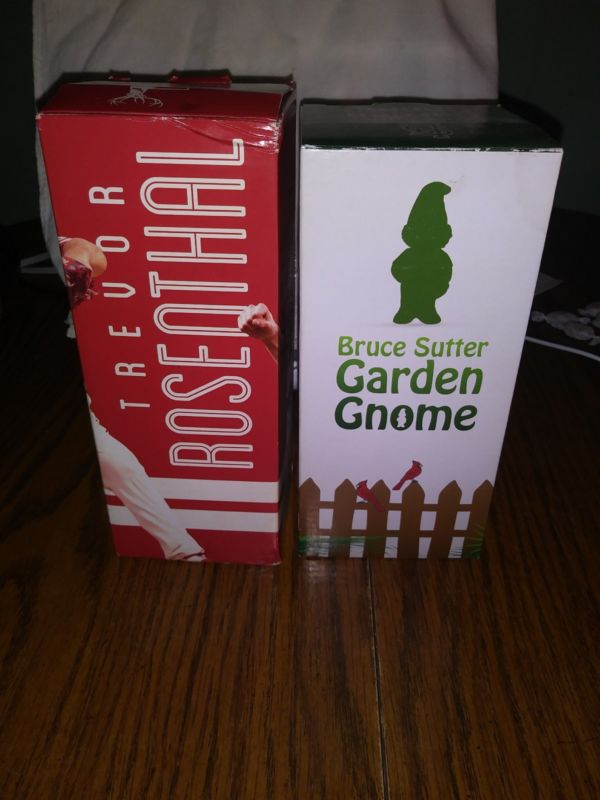 TREVOR
ROSENTHAL
Bruce Sutter
Garden
Gnome